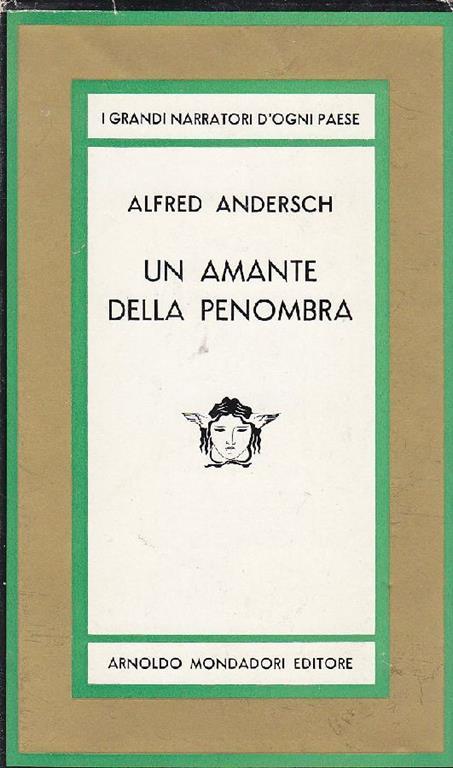 I GRANDI NARRATORI D'OGNI PAESE
ALFRED ANDERSCH
UN AMANTE
DELLA PENOMBRA
ARNOLDO MONDADORI EDITORE